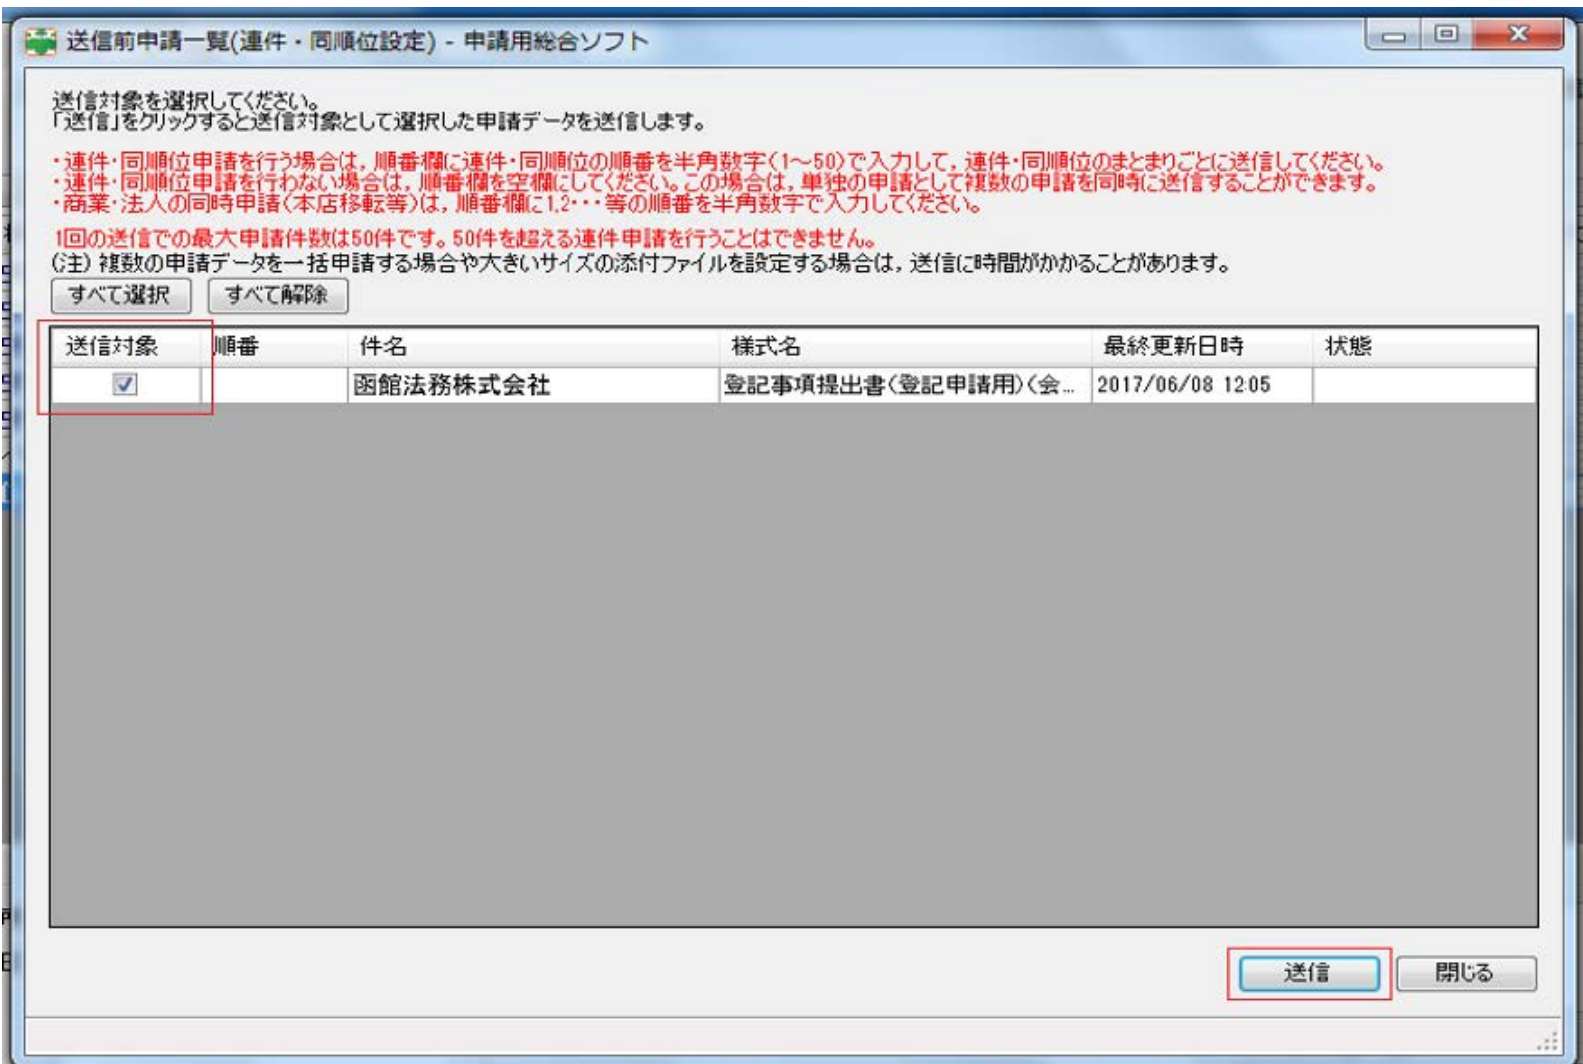 送信前申請一覧(連件・同順位設定) - 申請用総合ソフト
送信対象を選択してください。
「送信」をクリックすると送信対象として選択した申請データを送信します。
・連件・同順位申請を行う場合は，順番欄に連件・同順位の順番を半角数字（1～50）で入力して，連件・同順位のまとまりごとに送信してください。
・連件・同順位申請を行わない場合は，順番欄を空欄にしてください。この場合は，単独の申請として複数の申請を同時に送信することができます。
・商業・法人の同時申請（本店移転等）は，順番欄に1,2・・・等の順番を半角数字で入力してください。
1回の送信での最大申請件数は50件です。50件を超える連件申請を行うことはできません。
(注) 複数の申請データを一括申請する場合や大きいサイズの添付ファイルを設定する場合は，送信に時間がかかることがあります。
すべて選択 すべて解除
送信対象 順番 件名 様式名 最終更新日時 状態
函館法務株式会社 登記事項提出書（登記申請用）（会... 2017/06/08 12:05
送信 閉じる